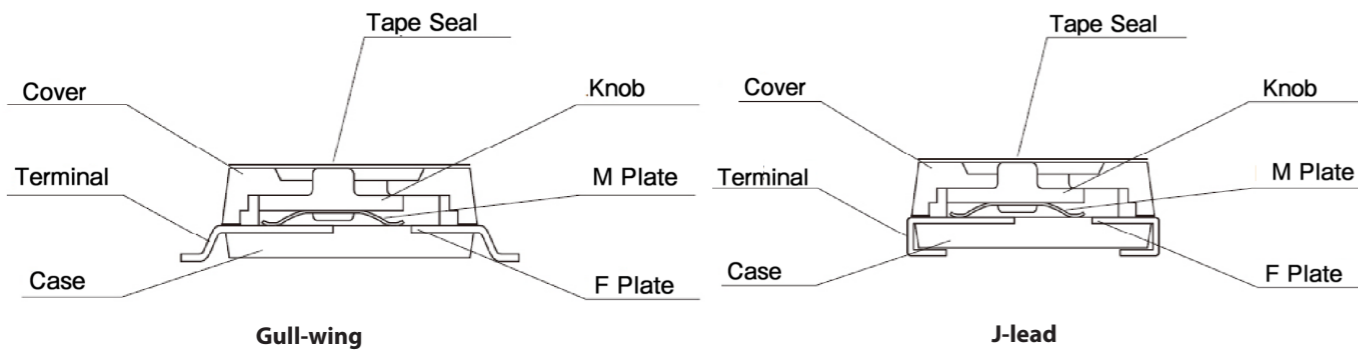 Tape Seal
Cover
Knob
Terminal
M Plate
Case
F Plate
Gull-wing
Tape Seal
Cover
Knob
Terminal
M Plate
Case
F Plate
J-lead